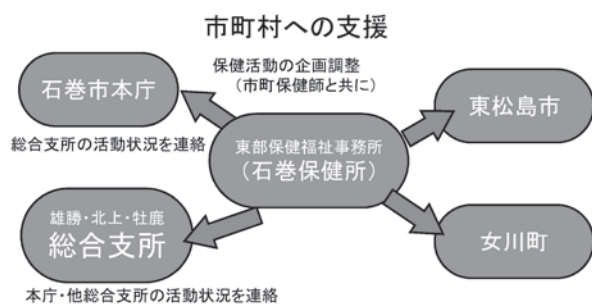 市町村への支援
保健活動の企画調整
（市町保健師と共に）
石巻市本庁
総合支所の活動状況を連絡
東松島市
東部保健福祉事務所
（石巻保健所）
雄勝・北上・牡鹿
総合支所
本庁・他総合支所の活動状況を連絡
女川町